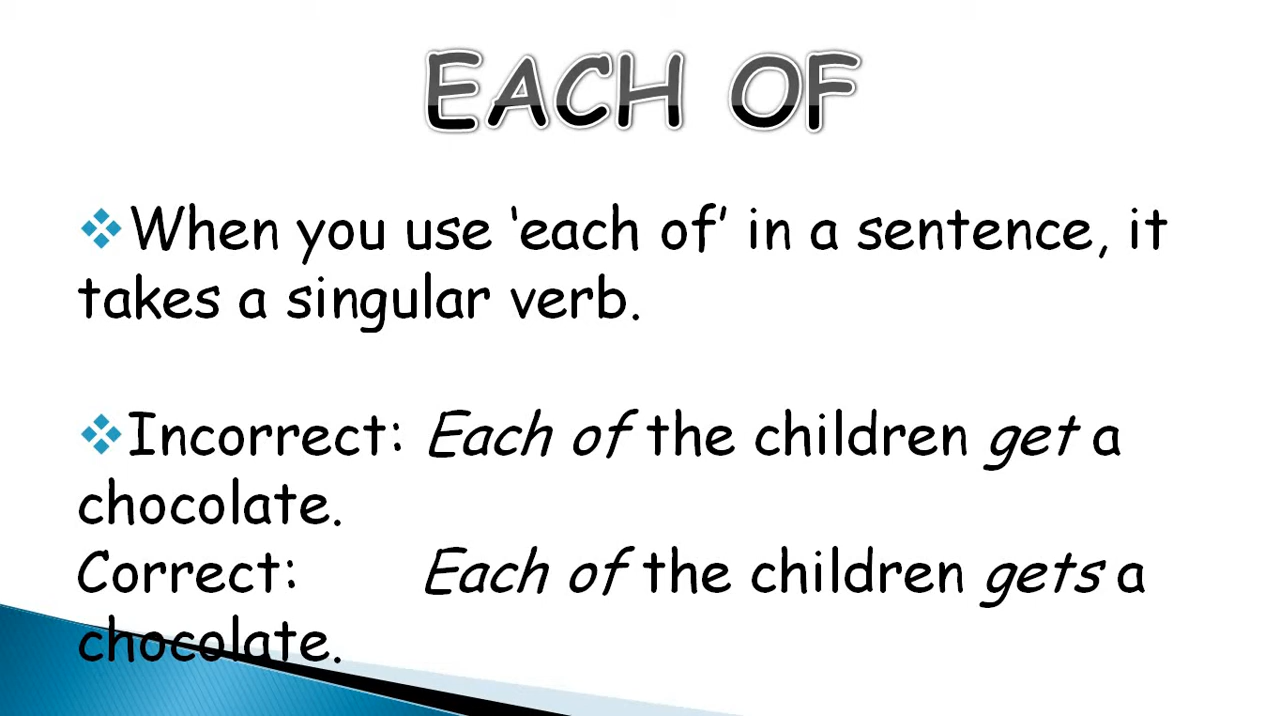 EACH OF
❖When you use ‘each of’ in a sentence, it
takes a singular verb.
❖Incorrect: Each of the children get a
chocolate.
Correct: Each of the children gets a
chocolate.